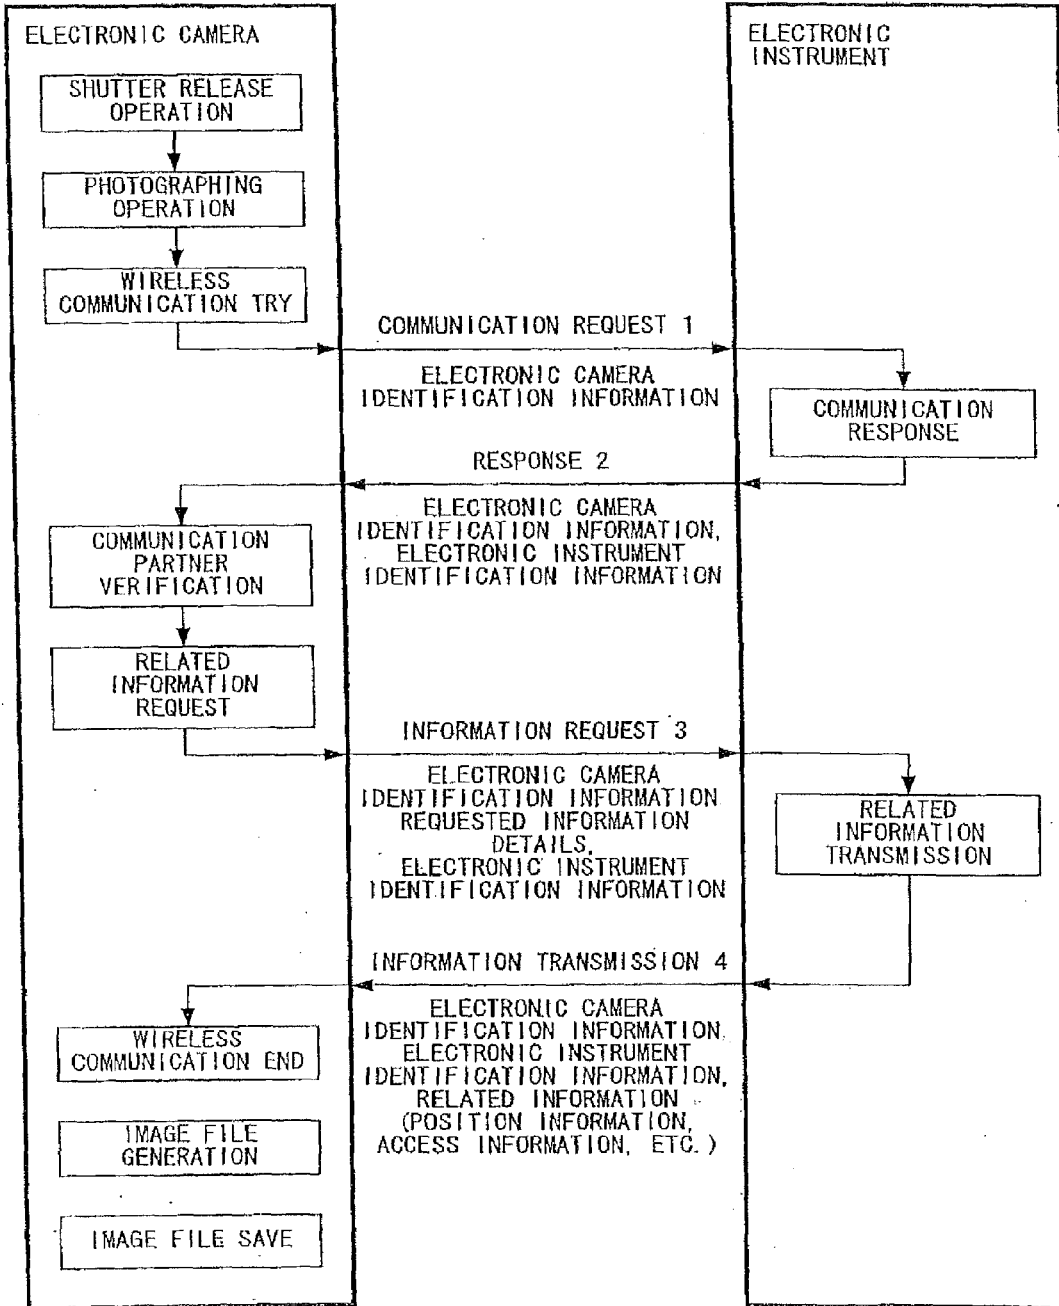 ELECTRONIC CAMERA
SHUTTER RELEASE
OPERATION
PHOTOGRAPHING
OPERATION
WIRELESS
COMMUNICATION TRY
ELECTRONIC
INSTRUMENT
COMMUNICATION REQUEST 1
ELECTRONIC CAMERA
IDENTIFICATION INFORMATION
COMMUNICATION
RESPONSE
RESPONSE 2
ELECTRONIC CAMERA
IDENTIFICATION INFORMATION,
ELECTRONIC INSTRUMENT
IDENTIFICATION INFORMATION
COMMUNICATION
PARTNER
VERIFICATION
RELATED
INFORMATION
REQUEST
INFORMATION REQUEST 3
ELECTRONIC CAMERA
IDENTIFICATION INFORMATION
REQUESTED INFORMATION
DETAILS,
ELECTRONIC INSTRUMENT
IDENTIFICATION INFORMATION
RELATED
INFORMATION
TRANSMISSION
INFORMATION TRANSMISSION 4
ELECTRONIC CAMERA
IDENTIFICATION INFORMATION,
ELECTRONIC INSTRUMENT
IDENTIFICATION INFORMATION,
RELATED INFORMATION
(POSITION INFORMATION,
ACCESS INFORMATION, ETC.)
WIRELESS
COMMUNICATION END
IMAGE FILE
GENERATION
IMAGE FILE SAVE